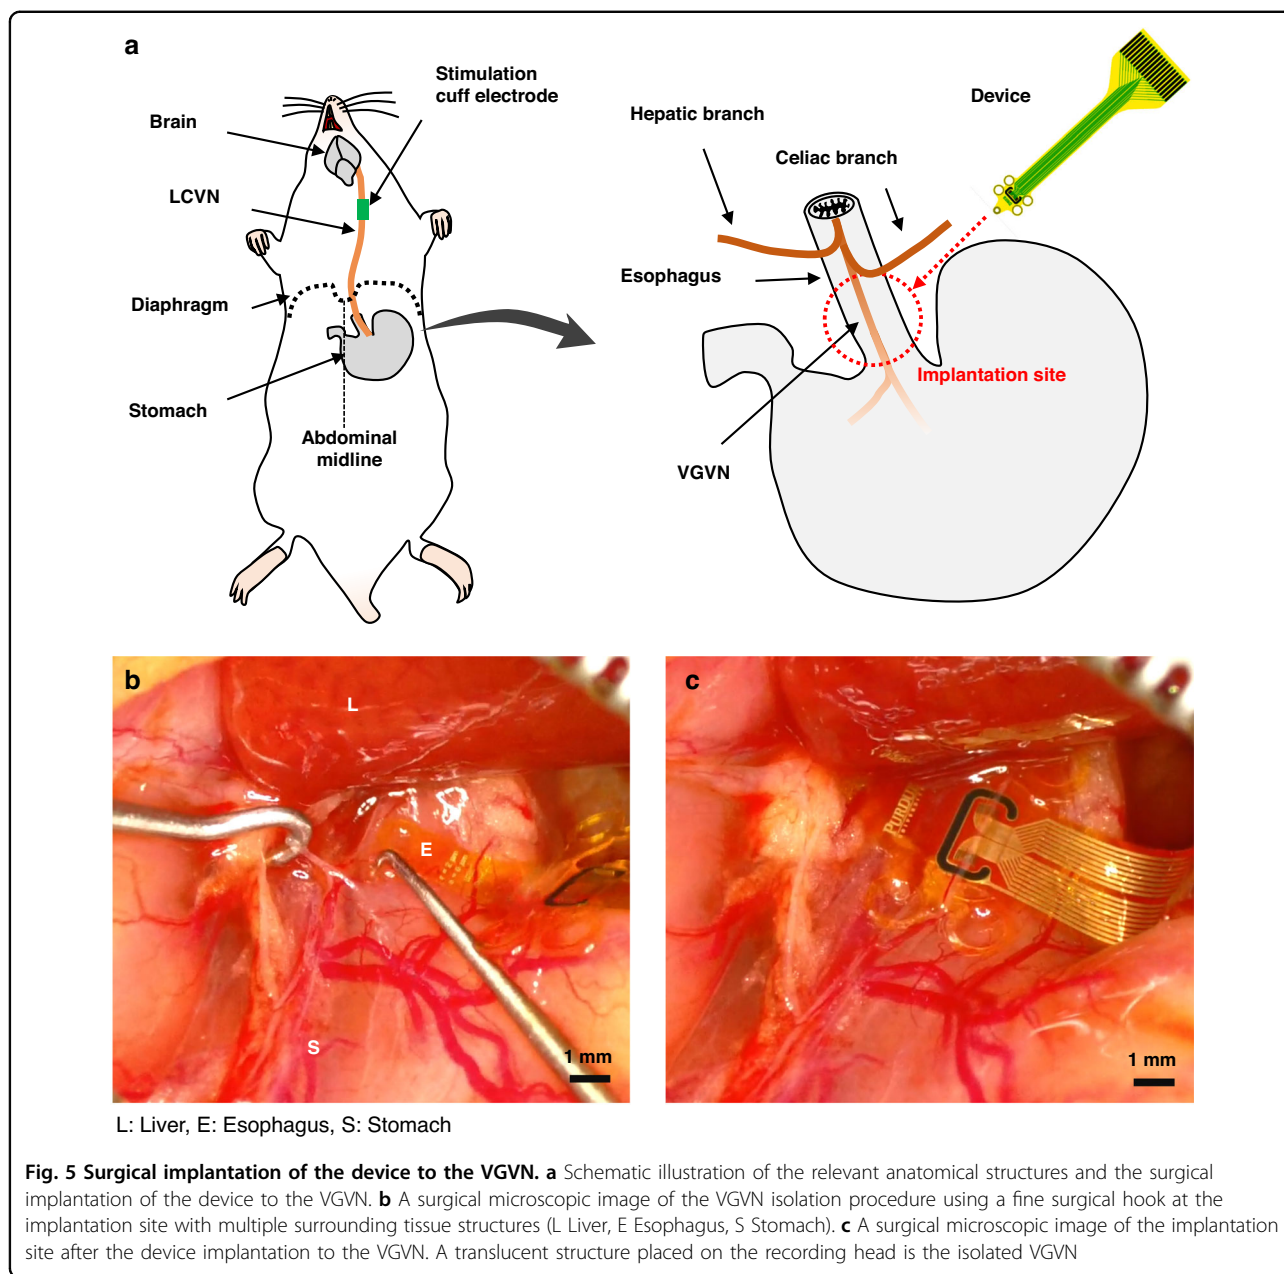 a
Stimulation
cuff electrode
Brain
LCVN
Diaphragm
Stomach
Abdominal
midline
Device
Hepatic branch
Celiac branch
Esophagus
Implantation site
VGVN
b
L
E
S
1 mm
c
PURDUE
1 mm
L: Liver, E: Esophagus, S: Stomach
Fig. 5 Surgical implantation of the device to the VGVN. a Schematic illustration of the relevant anatomical structures and the surgical
implantation of the device to the VGVN. b A surgical microscopic image of the VGVN isolation procedure using a fine surgical hook at the
implantation site with multiple surrounding tissue structures (L Liver, E Esophagus, S Stomach). c A surgical microscopic image of the implantation
site after the device implantation to the VGVN. A translucent structure placed on the recording head is the isolated VGVN